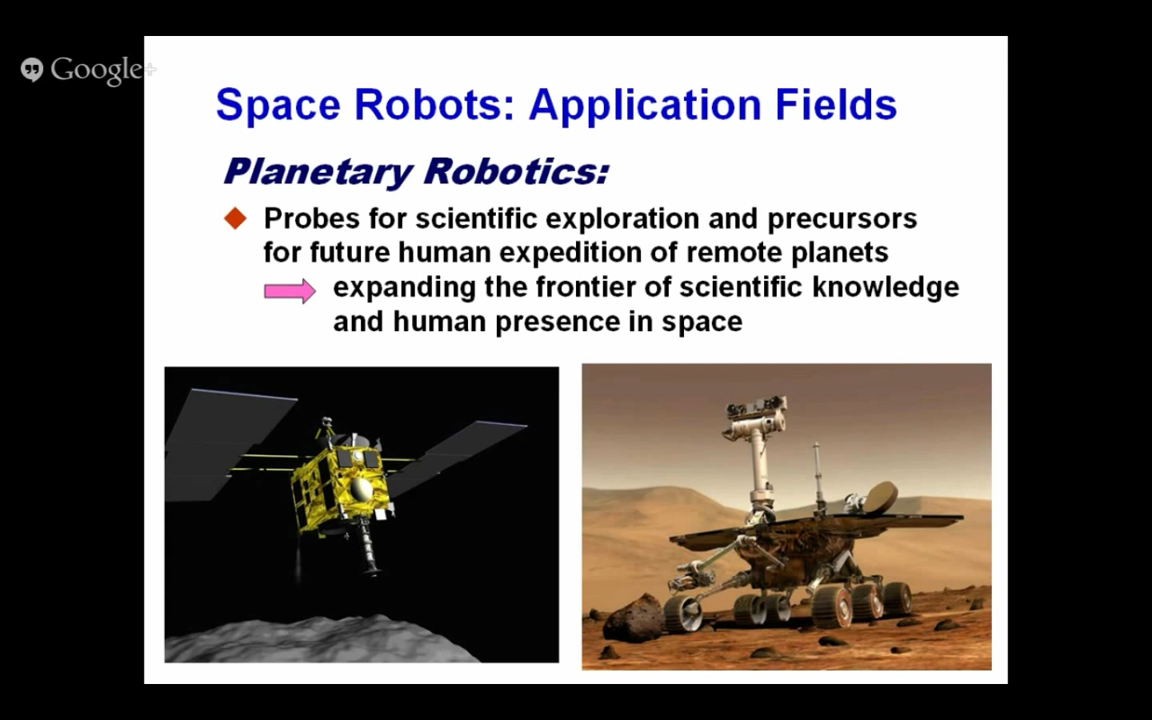 Google+
Space Robots: Application Fields
Planetary Robotics:
Probes for scientific exploration and precursors
for future human expedition of remote planets
expanding the frontier of scientific knowledge
and human presence in space